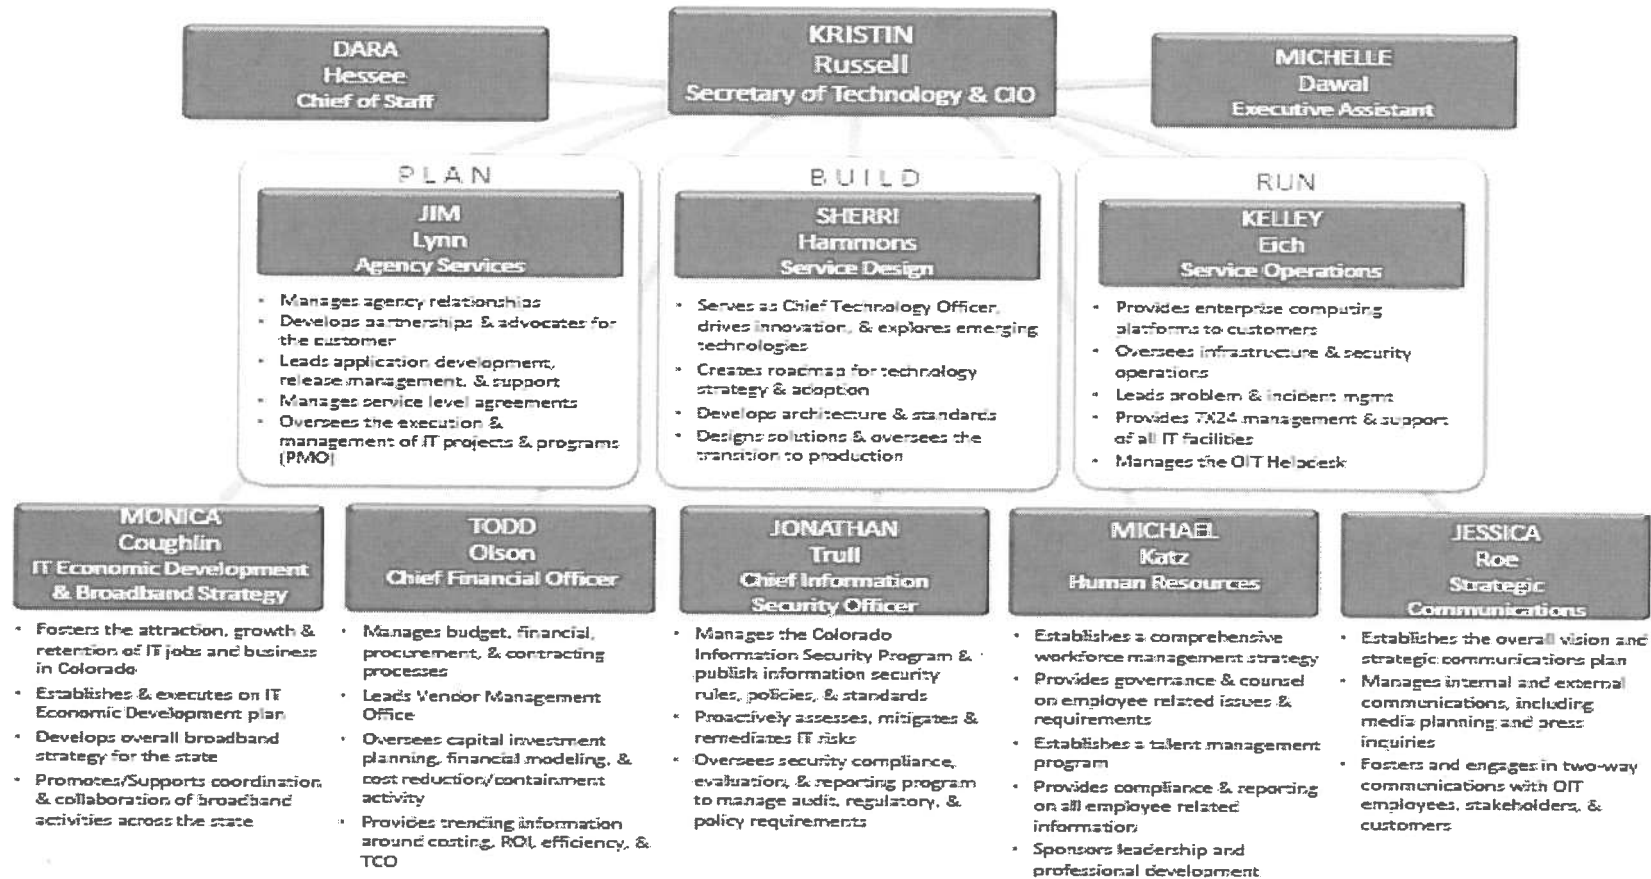 DARA
Hessee
Chief of Staff
KRISTIN
Russell
Secretary of Technology & CIO
MICHELLE
Dawal
Executive Assistant
PLAN
JIM
Lynn
Agency Services
• Manages agency relationships
• Develops partnerships & advocates for
the customer
• Leads application development,
release management, & support
• Manages service level agreements
• Oversees the execution &
management of IT projects & programs
(PMO)
BUILD
SHERRI
Hammons
Service Design
• Serves as Chief Technology Officer,
drives innovation, & explores emerging
technologies
• Creates roadmap for technology
strategy & adoption
• Develops architecture & standards
• Designs solutions & oversees the
transition to production
RUN
KELLEY
Eich
Service Operations
• Provides enterprise computing
platforms to customers
• Oversees infrastructure & security
operations
• Leads problem & incident mgmt
• Provides 7X24 management & support
of all IT facilities
• Manages the OIT Helpdesk
MONICA
Coughlin
IT Economic Development
& Broadband Strategy
• Fosters the attraction, growth &
retention of IT jobs and business
in Colorado
• Establishes & executes on IT
Economic Development plan
• Develops overall broadband
strategy for the state
• Promotes/Supports coordination
& collaboration of broadband
activities across the state
TODD
Olson
Chief Financial Officer
• Manages budget, financial,
procurement, & contracting
processes
• Leads Vendor Management
Office
• Oversees capital investment
planning, financial modeling, &
cost reduction/containment
activity
• Provides trending information
around costing, ROI, efficiency, &
TCO
JONATHAN
Trull
Chief Information
Security Officer
• Manages the Colorado
Information Security Program &
publish information security
rules, policies, & standards
• Proactively assesses, mitigates &
remediates IT risks
• Oversees security compliance,
evaluation, & reporting program
to manage audit, regulatory, &
policy requirements
MICHAEL
Katz
Human Resources
• Establishes a comprehensive
workforce management strategy
• Provides governance & counsel
on employee related issues &
requirements
• Establishes a talent management
program
• Provides compliance & reporting
on all employee related
information
• Sponsors leadership and
professional development
JESSICA
Roe
Strategic
Communications
• Establishes the overall vision and
strategic communications plan
• Manages internal and external
communications, including
media planning and press
inquiries
• Fosters and engages in two-way
communications with OIT
employees, stakeholders, &
customers